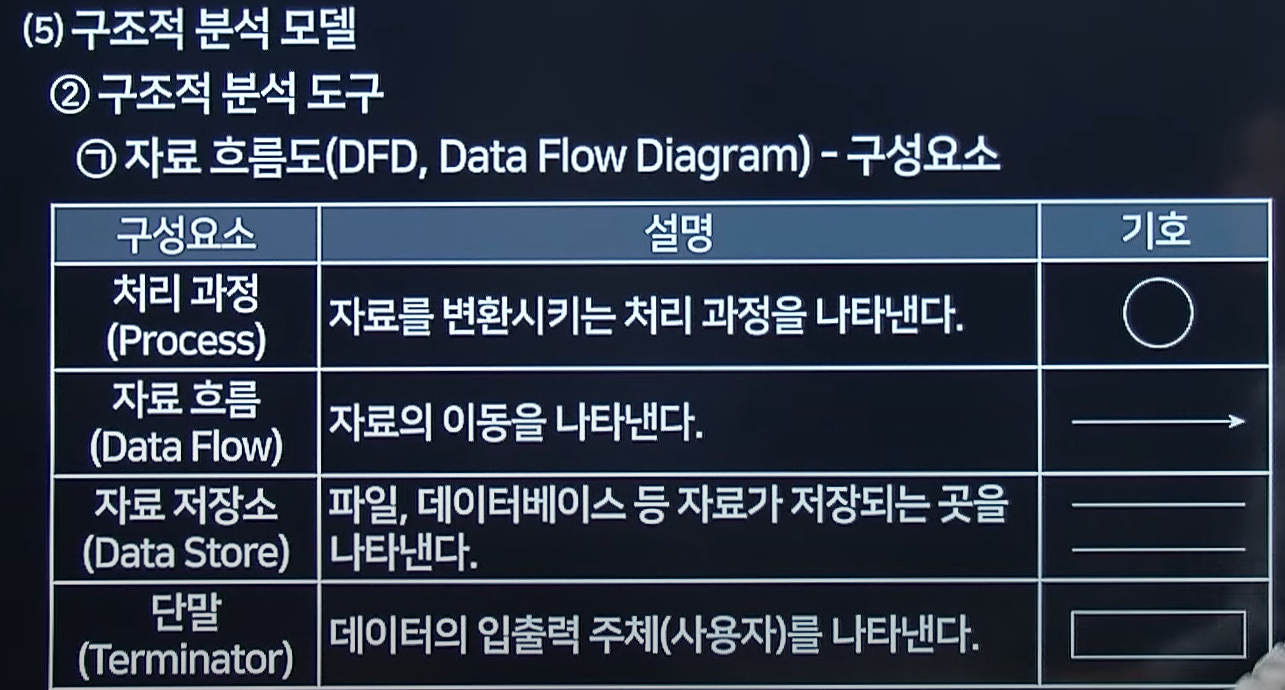 (5) 구조적 분석 모델
② 구조적 분석 도구
㉠ 자료 흐름도(DFD, Data Flow Diagram) - 구성요소
구성요소 설명 기호
처리 과정
(Process)
자료를 변환시키는 처리 과정을 나타낸다.
자료 흐름
(Data Flow)
자료의 이동을 나타낸다.
자료 저장소
(Data Store)
파일, 데이터베이스 등 자료가 저장되는 곳을
나타낸다.
단말
(Terminator)
데이터의 입출력 주체(사용자)를 나타낸다.